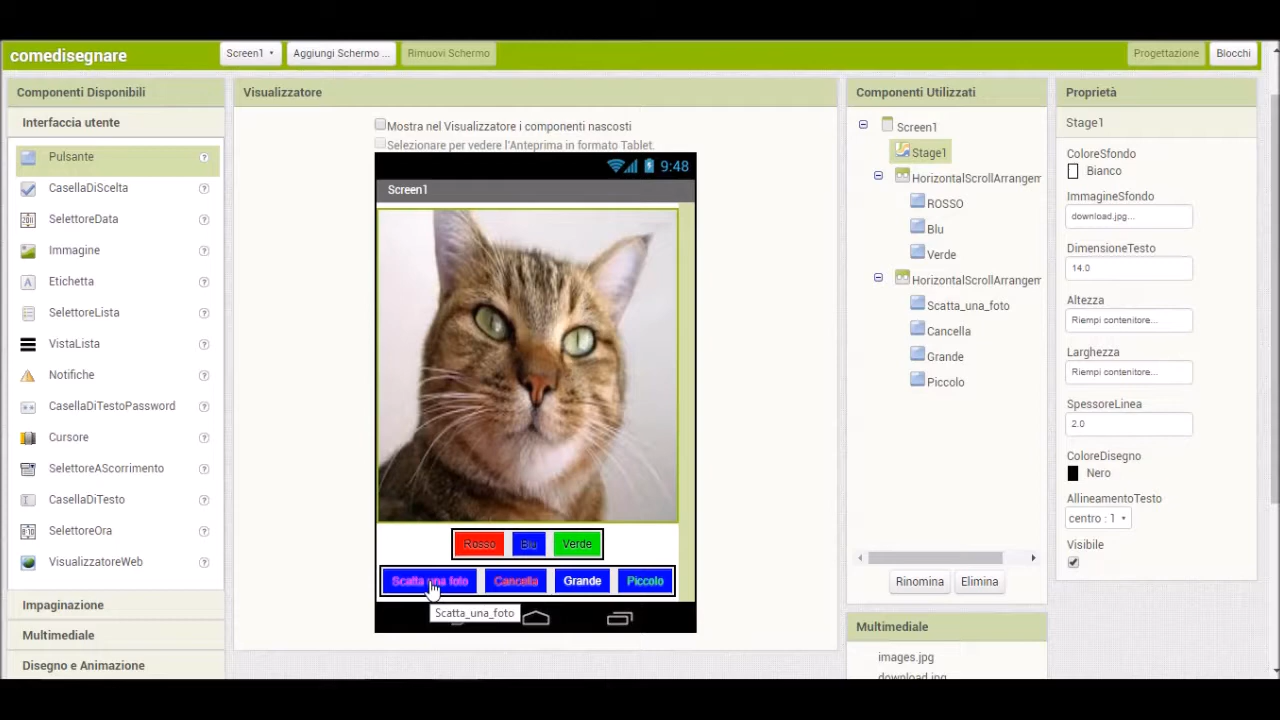 comedisegnare
Screen1
Aggiungi Schermo ...
Rimuovi Schermo
Progettazione
Blocchi
Componenti Disponibili
Interfaccia utente
Pulsante
CasellaDiScelta
SelettoreData
Immagine
Etichetta
SelettoreLista
VistaLista
Notifiche
CasellaDiTestoPassword
Cursore
SelettoreAScorrimento
CasellaDiTesto
SelettoreOra
VisualizzatoreWeb
Impaginazione
Multimediale
Disegno e Animazione
Visualizzatore
Mostra nel Visualizzatore i componenti nascosti
Selezionare per vedere l'Anteprima in formato Tablet.
9:48
Screen1
Rosso
Blu
Verde
Scatta una foto
Cancella
Grande
Piccolo
Scatta_una_foto
Componenti Utilizzati
Screen1
Stage1
HorizontalScrollArrangem
ROSSO
Blu
Verde
HorizontalScrollArrangem
Scatta_una_foto
Cancella
Grande
Piccolo
Rinomina
Elimina
Multimediale
images.jpg
download.jpg
Proprietà
Stage1
ColoreSfondo
Bianco
ImmagineSfondo
download.jpg...
DimensioneTesto
14.0
Altezza
Riempi contenitore...
Larghezza
Riempi contenitore...
SpessoreLinea
2.0
ColoreDisegno
Nero
AllineamentoTesto
centro : 1
Visibile